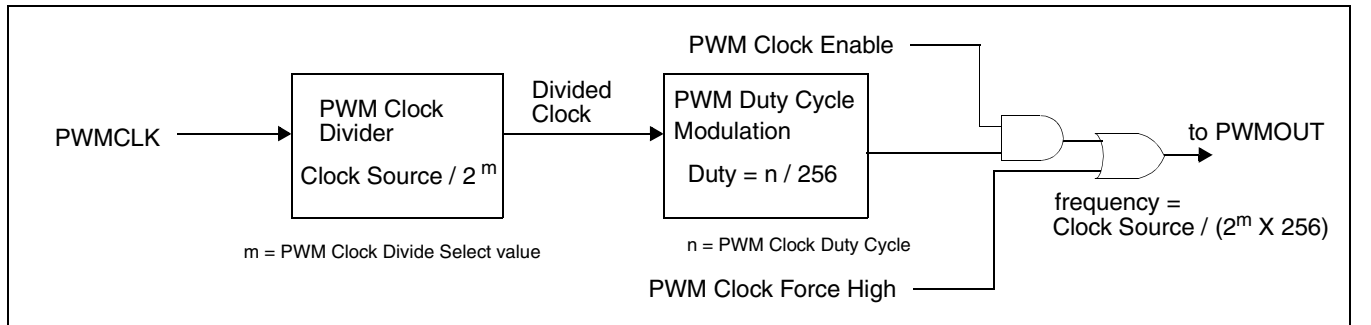 PWM Clock Enable
PWMCLK
PWM Clock
Divider
Clock Source / 2 m
Divided
Clock
PWM Duty Cycle
Modulation
Duty = n / 256
to PWMOUT
frequency =
Clock Source / (2m X 256)
m = PWM Clock Divide Select value
n = PWM Clock Duty Cycle
PWM Clock Force High